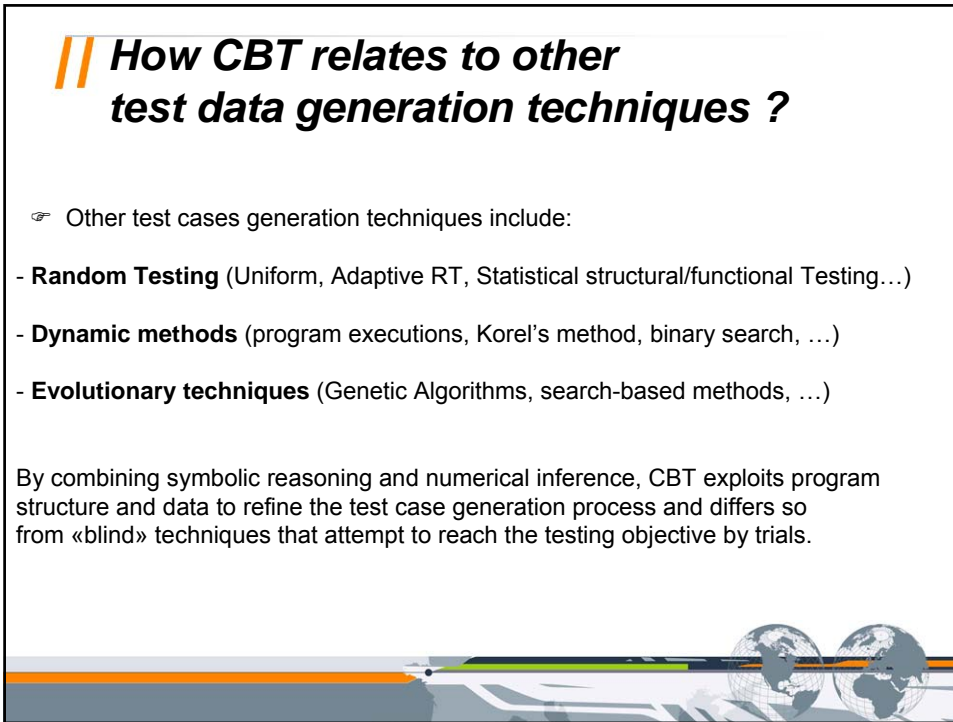 How CBT relates to other
test data generation techniques ?
☞ Other test cases generation techniques include:
- Random Testing (Uniform, Adaptive RT, Statistical structural/functional Testing…)
- Dynamic methods (program executions, Korel’s method, binary search, …)
- Evolutionary techniques (Genetic Algorithms, search-based methods, …)
By combining symbolic reasoning and numerical inference, CBT exploits program
structure and data to refine the test case generation process and differs so
from «blind» techniques that attempt to reach the testing objective by trials.